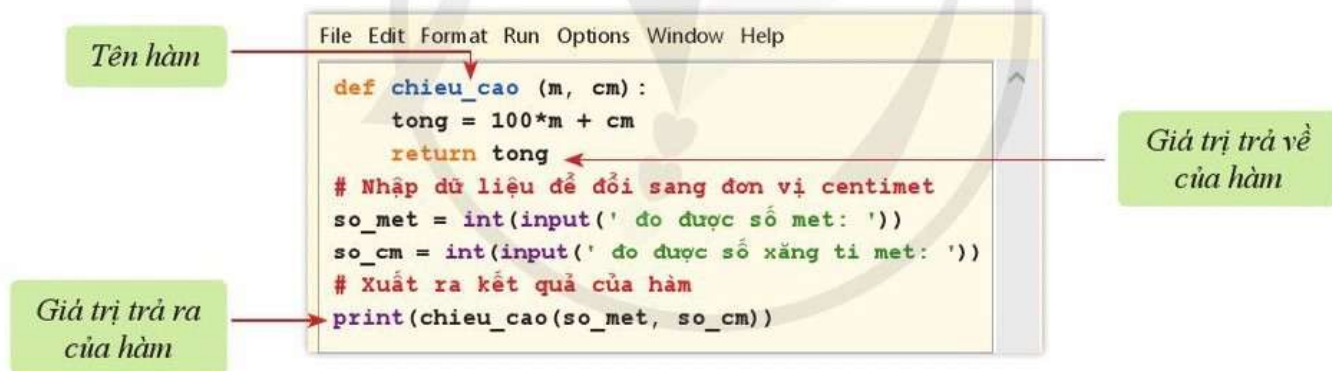 File Edit Format Run Options Window Help
Tên hàm
def chieu_cao (m, cm):
    tong = 100*m + cm
    return tong
Giá trị trả về
của hàm
# Nhập dữ liệu để đổi sang đơn vị centimet
so_met = int(input(' đo được số met: '))
so_cm = int(input(' đo được số xăng ti met: '))
# Xuất ra kết quả của hàm
Giá trị trả ra
của hàm
print(chieu_cao(so_met, so_cm))